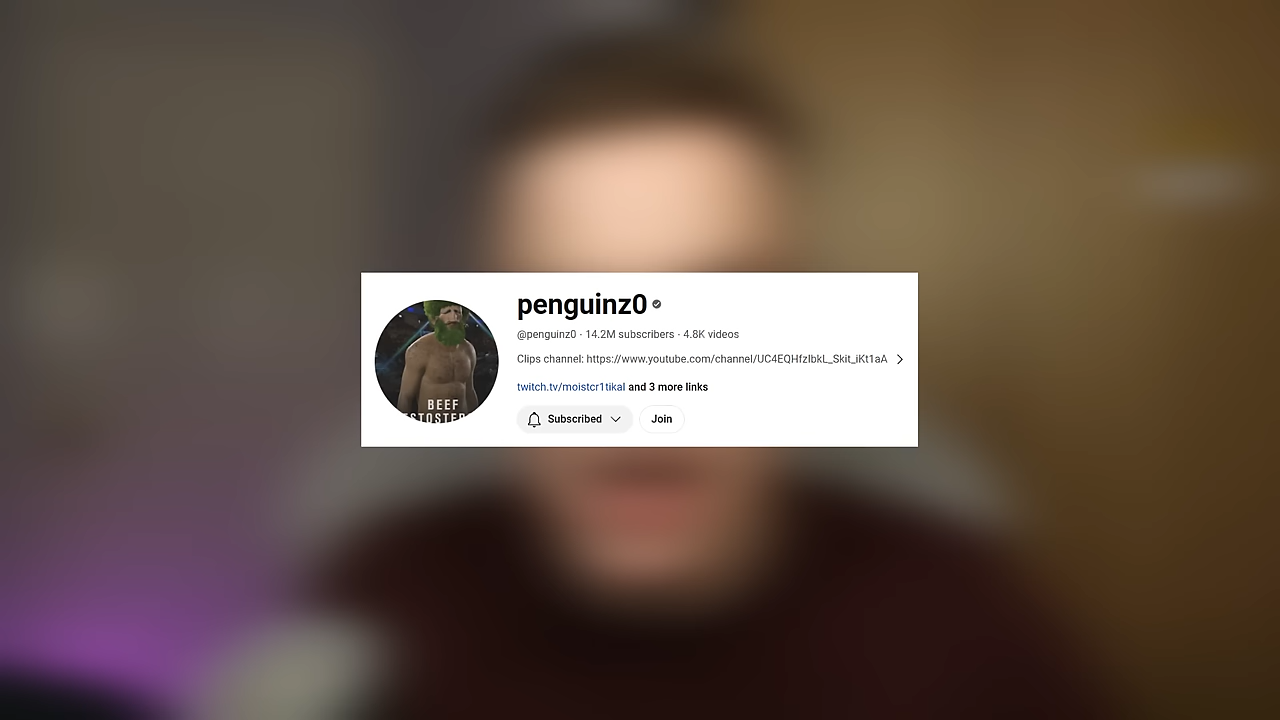 penguinz0
@penguinz0 · 14.2M subscribers · 4.8K videos
Clips channel: https://www.youtube.com/channel/UC4EQHfzIbkL_Skit_iKt1aA
twitch.tv/moistcr1tikal and 3 more links
Subscribed
Join
BEEF